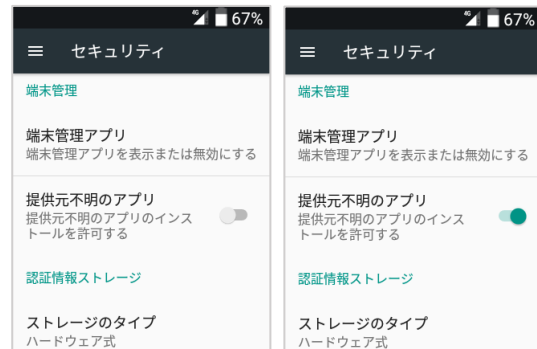 4G 67%
セキュリティ
端末管理
端末管理アプリ
端末管理アプリを表示または無効にする
提供元不明のアプリ
提供元不明のアプリのインス
トールを許可する
認証情報ストレージ
ストレージのタイプ
ハードウェア式
4G 67%
セキュリティ
端末管理
端末管理アプリ
端末管理アプリを表示または無効にする
提供元不明のアプリ
提供元不明のアプリのインス
トールを許可する
認証情報ストレージ
ストレージのタイプ
ハードウェア式